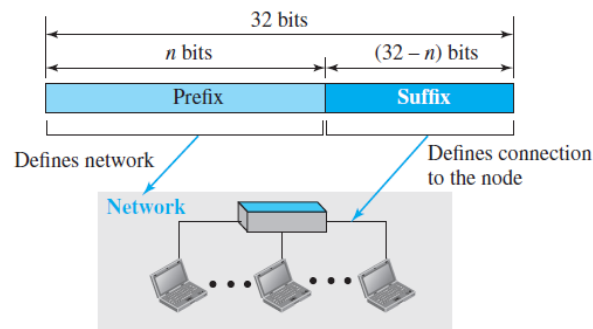 32 bits
n bits
(32 – n) bits
Prefix
Suffix
Defines network
Defines connection
to the node
Network